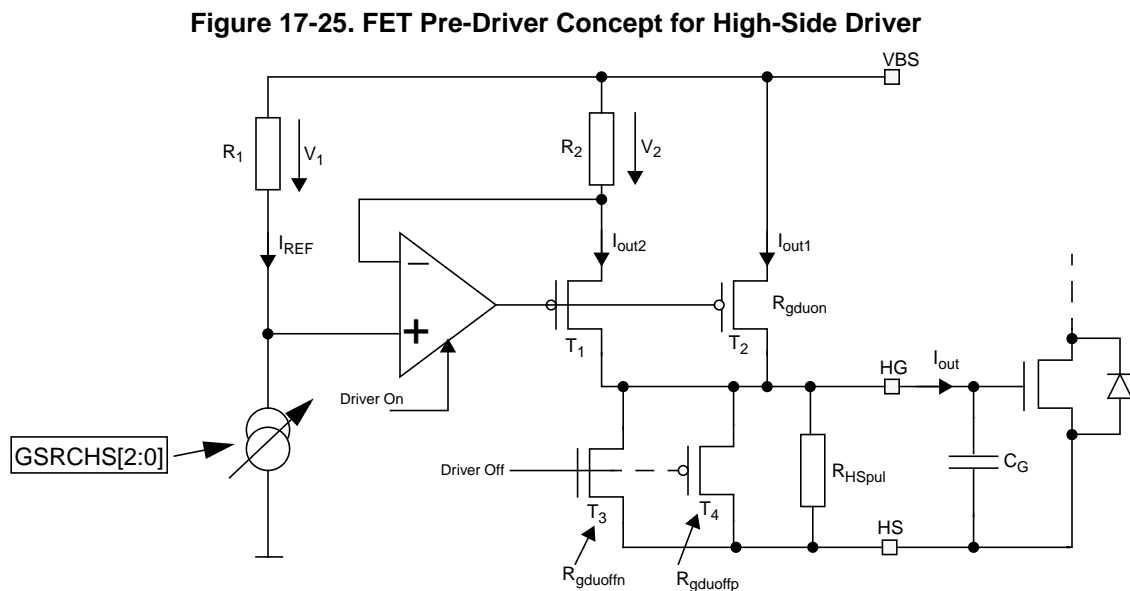 Figure 17-25. FET Pre-Driver Concept for High-Side Driver
VBS
R1
V1
R2
V2
IREF
Iout2
Iout1
−
+
T1
T2
Rgduon
Driver On
HG
Iout
GSRCHS[2:0]
Driver Off
T3
T4
RHSpul
CG
HS
Rgduoffn
Rgduoffp